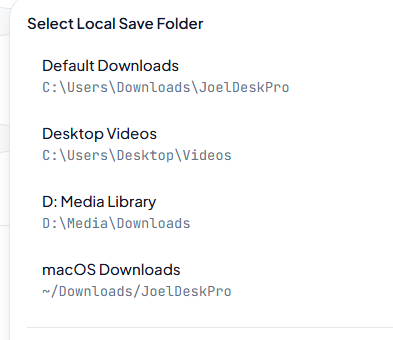 Select Local Save Folder
Default Downloads
C:\Users\Downloads\JoelDeskPro
Desktop Videos
C:\Users\Desktop\Videos
D: Media Library
D:\Media\Downloads
macOS Downloads
~/Downloads/JoelDeskPro